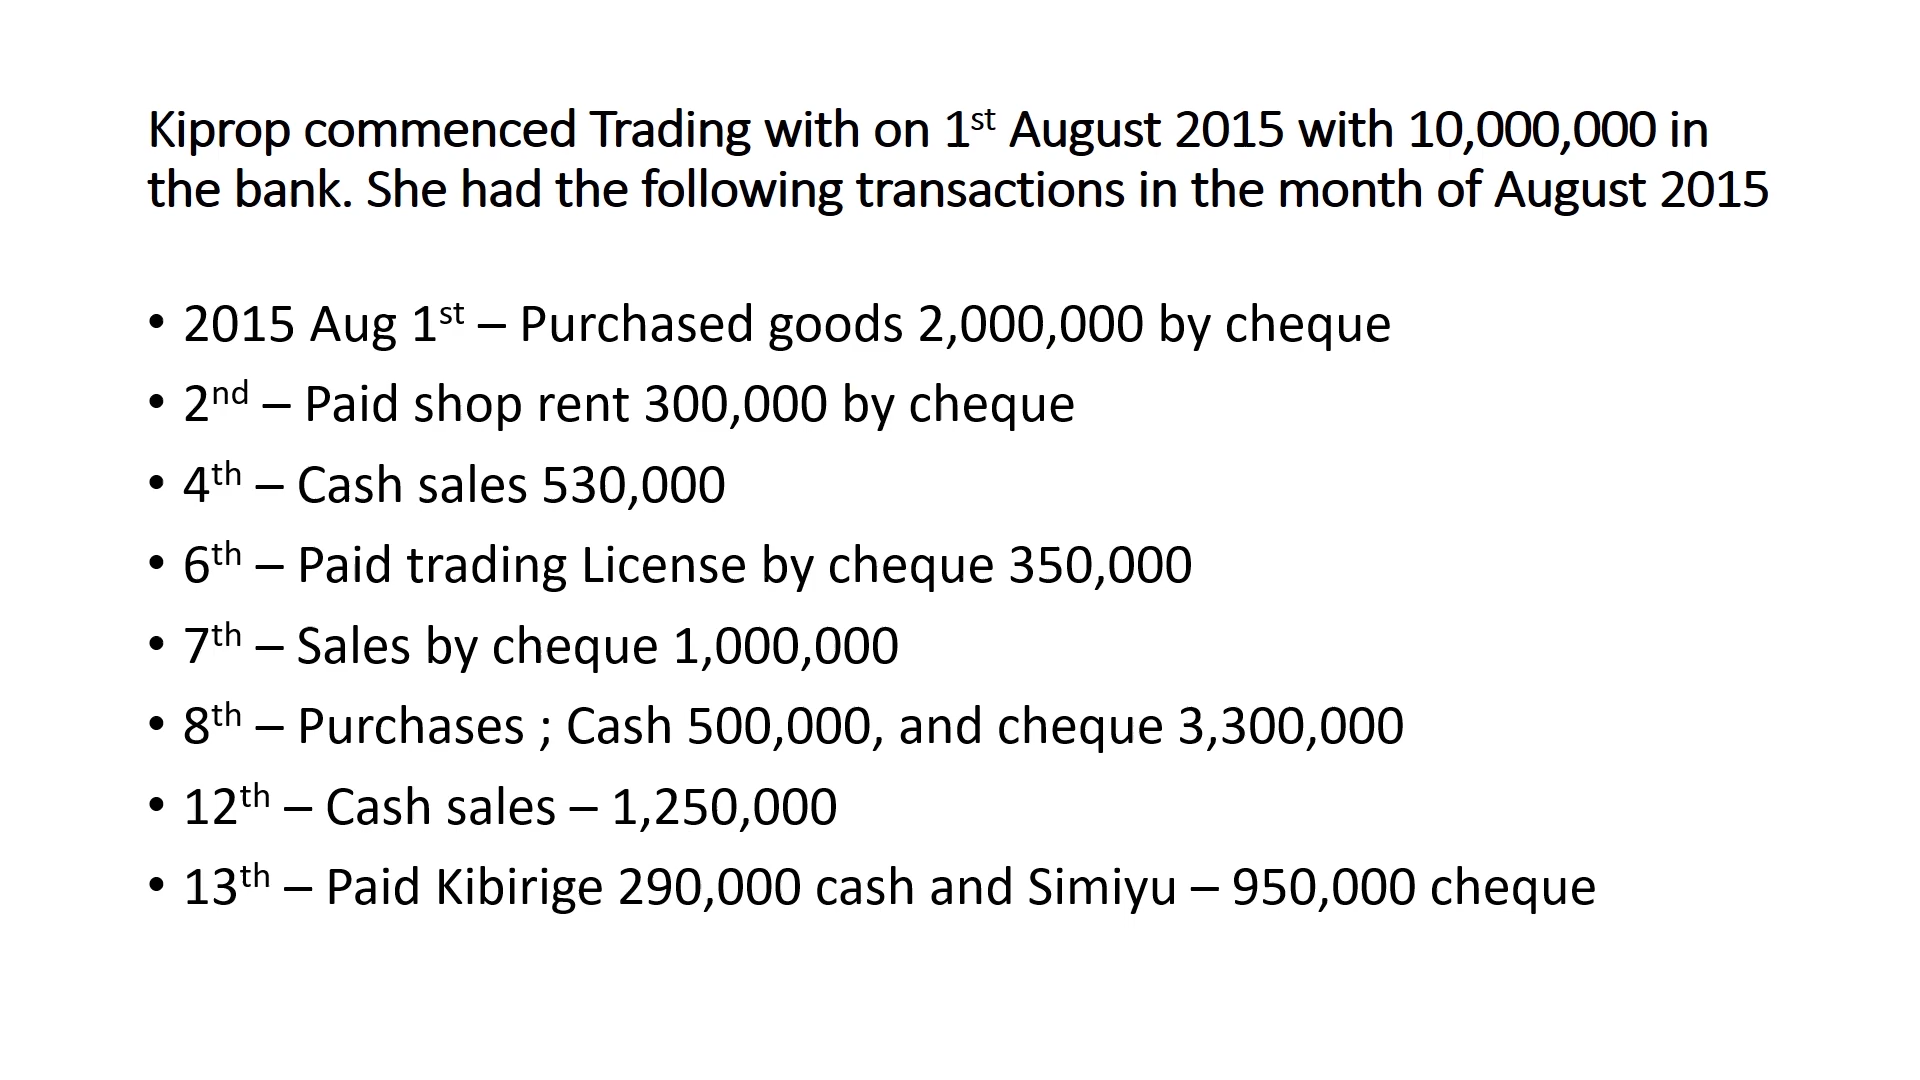 Kiprop commenced Trading with on 1st August 2015 with 10,000,000 in
the bank. She had the following transactions in the month of August 2015
• 2015 Aug 1st – Purchased goods 2,000,000 by cheque
• 2nd – Paid shop rent 300,000 by cheque
• 4th – Cash sales 530,000
• 6th – Paid trading License by cheque 350,000
• 7th – Sales by cheque 1,000,000
• 8th – Purchases ; Cash 500,000, and cheque 3,300,000
• 12th – Cash sales – 1,250,000
• 13th – Paid Kibirige 290,000 cash and Simiyu – 950,000 cheque